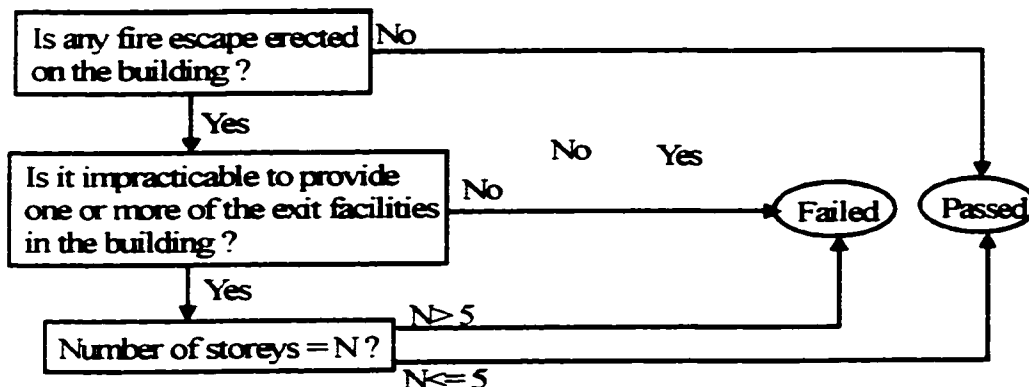 Is any fire escape erected
on the building ?
No
Yes
Is it impracticable to provide
one or more of the exit facilities
in the building ?
No
No
Yes
Failed
Passed
Yes
Number of storeys = N ?
N> 5
N<= 5